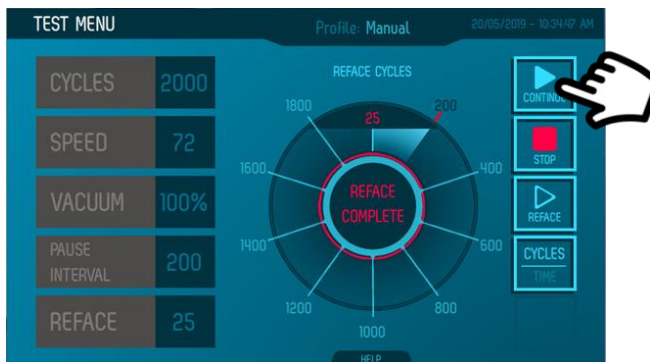 TEST MENU
Profile: Manual
20/05/2019 - 10:34:47 AM
CYCLES 2000
SPEED 72
VACUUM 100%
PAUSE
INTERVAL 200
REFACE 25
REFACE CYCLES
25
200
400
600
800
1000
1200
1400
1600
1800
REFACE
COMPLETE
HELP
CONTINUE
STOP
REFACE
CYCLES
TIME